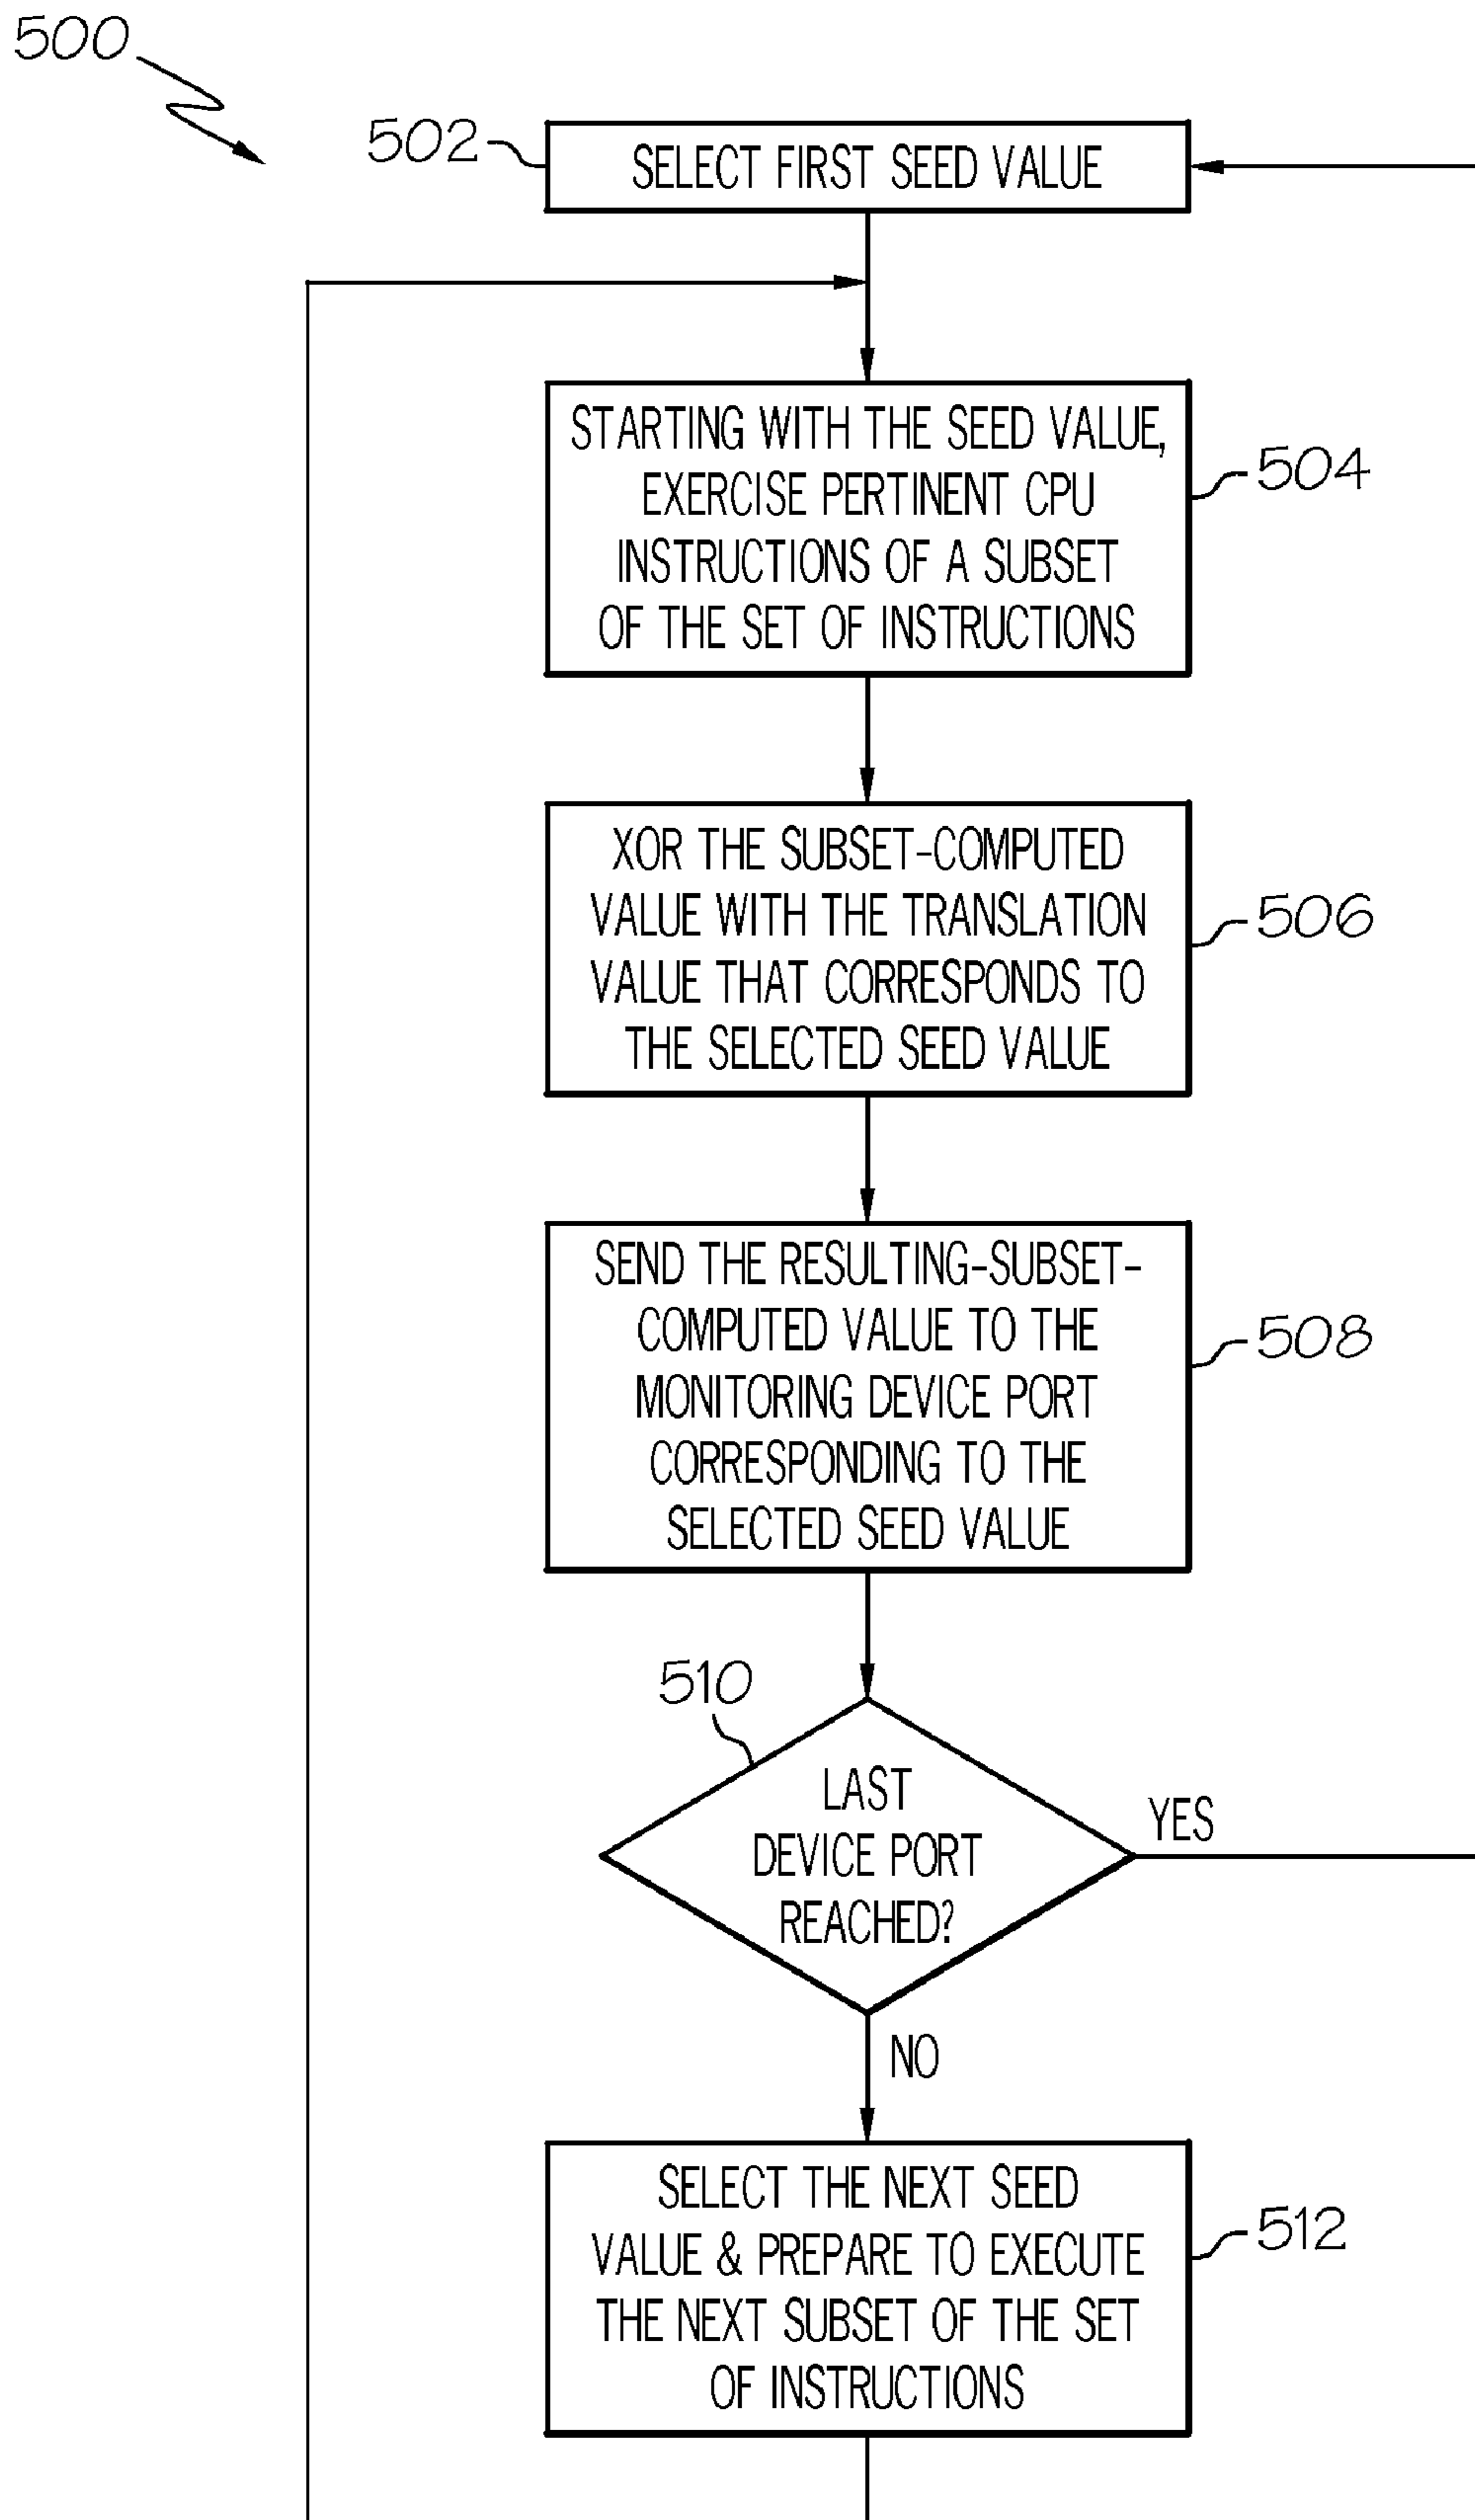 500
502
SELECT FIRST SEED VALUE
STARTING WITH THE SEED VALUE,
EXERCISE PERTINENT CPU
INSTRUCTIONS OF A SUBSET
OF THE SET OF INSTRUCTIONS
504
XOR THE SUBSET-COMPUTED
VALUE WITH THE TRANSLATION
VALUE THAT CORRESPONDS TO
THE SELECTED SEED VALUE
506
SEND THE RESULTING-SUBSET-
COMPUTED VALUE TO THE
MONITORING DEVICE PORT
CORRESPONDING TO THE
SELECTED SEED VALUE
508
510
LAST
DEVICE PORT
REACHED?
YES
NO
SELECT THE NEXT SEED
VALUE & PREPARE TO EXECUTE
THE NEXT SUBSET OF THE SET
OF INSTRUCTIONS
512